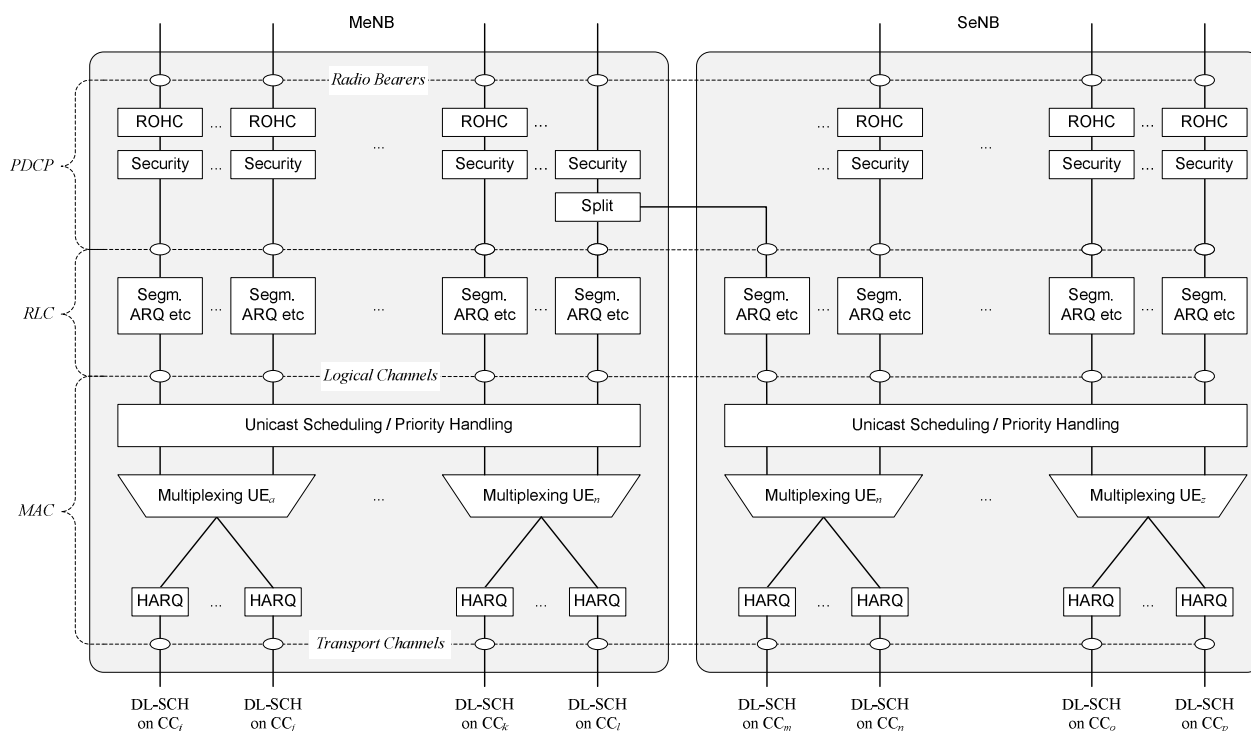 MeNB SeNB
Radio Bearers
ROHC ... ROHC ROHC ... ... ROHC ROHC ... ROHC
... ...
PDCP
Security ... Security Security ... Security ... Security Security ... Security
Split
RLC
Segm. ARQ etc ... Segm. ARQ etc ... Segm. ARQ etc ... Segm. ARQ etc Segm. ARQ etc ... Segm. ARQ etc ... Segm. ARQ etc ... Segm. ARQ etc
Logical Channels
Unicast Scheduling / Priority Handling Unicast Scheduling / Priority Handling
MAC
Multiplexing UEa ... Multiplexing UEn Multiplexing UEn ... Multiplexing UEz
HARQ ... HARQ HARQ ... HARQ HARQ ... HARQ HARQ ... HARQ
Transport Channels
DL-SCH DL-SCH DL-SCH DL-SCH DL-SCH DL-SCH DL-SCH DL-SCH
on CCi on CCj on CCk on CCl on CCm on CCn on CCo on CCp